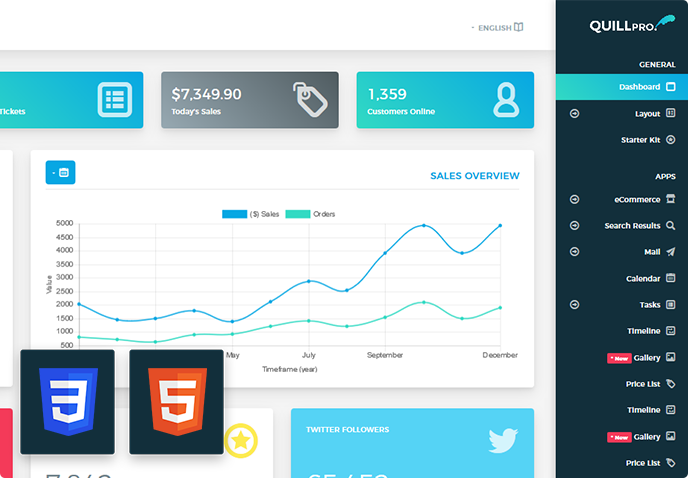 QUILLPRO.
ENGLISH
GENERAL
Dashboard
Layout
Starter Kit
APPS
eCommerce
Search Results
Mail
Calendar
Tasks
Timeline
New Gallery
Price List
Timeline
New Gallery
Price List
Tickets
$7,349.90
Today's Sales
1,359
Customers Online
SALES OVERVIEW
($) Sales
Orders
5000
4500
4000
3500
3000
2500
2000
1500
1000
500
Value
May
July
September
December
Timeframe (year)
3
5
TWITTER FOLLOWERS